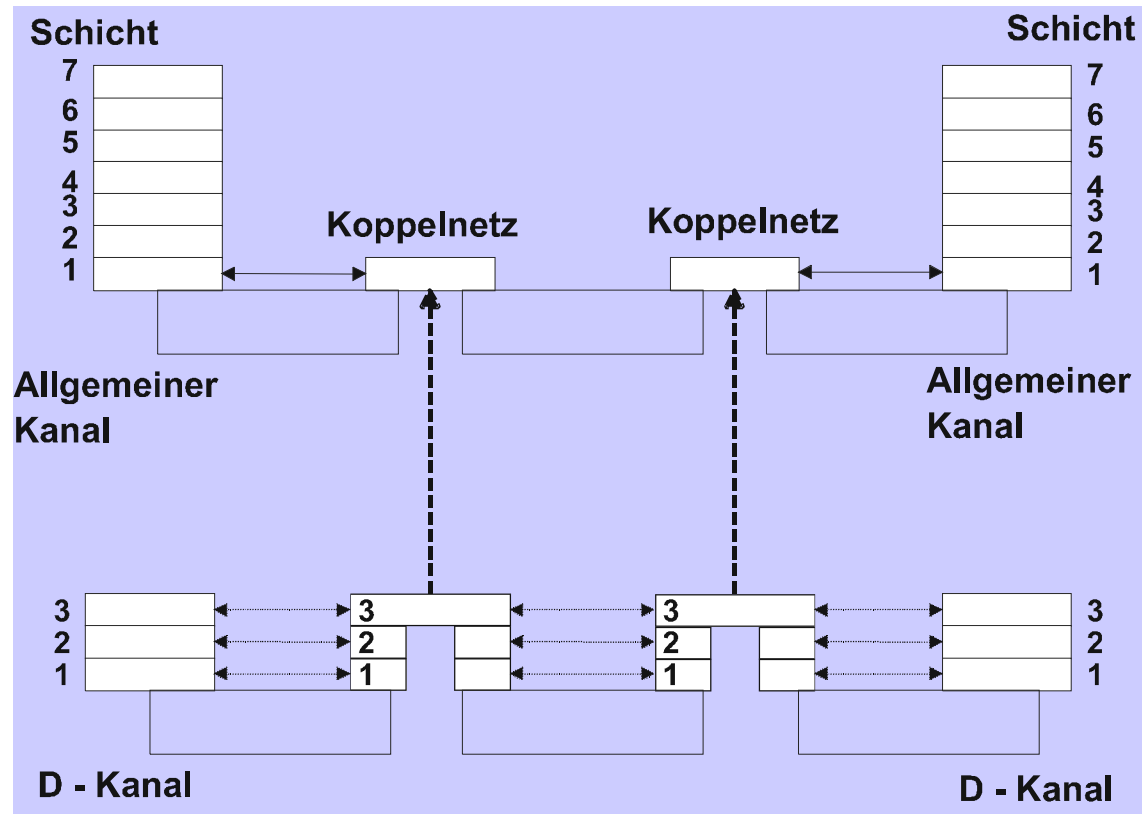 Schicht
Schicht
7
7
6
6
5
5
4
4
3
3
Koppelnetz
Koppelnetz
2
2
1
1
Allgemeiner
Kanal
Allgemeiner
Kanal
3
3
3
3
2
2
2
2
1
1
1
1
D - Kanal
D - Kanal